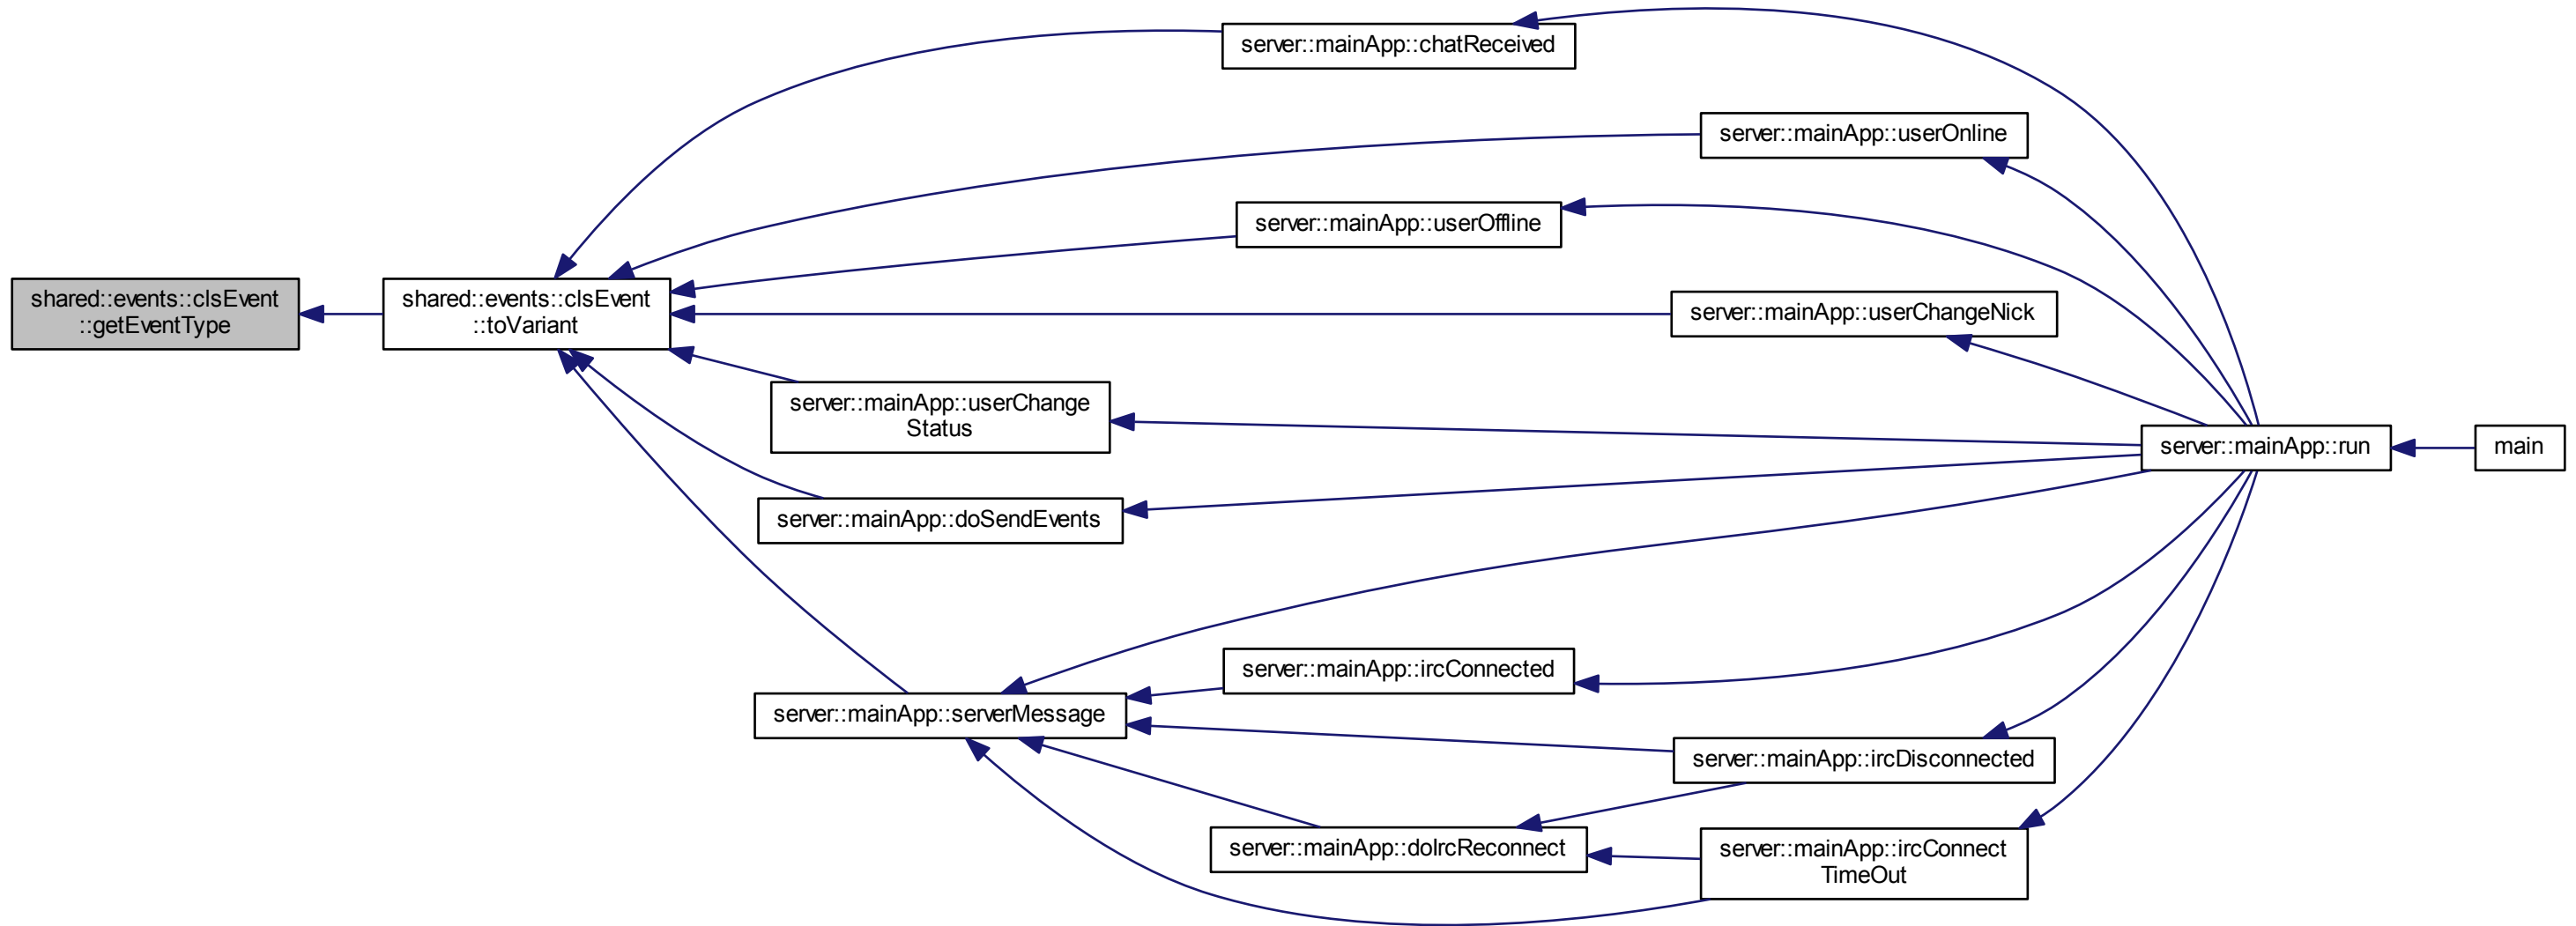 server::mainApp::chatReceived
server::mainApp::userOnline
server::mainApp::userOffline
shared::events::clsEvent
::getEventType
shared::events::clsEvent
::toVariant
server::mainApp::userChangeNick
server::mainApp::userChange
Status
server::mainApp::run
main
server::mainApp::doSendEvents
server::mainApp::ircConnected
server::mainApp::serverMessage
server::mainApp::ircDisconnected
server::mainApp::doIrcReconnect
server::mainApp::ircConnect
TimeOut